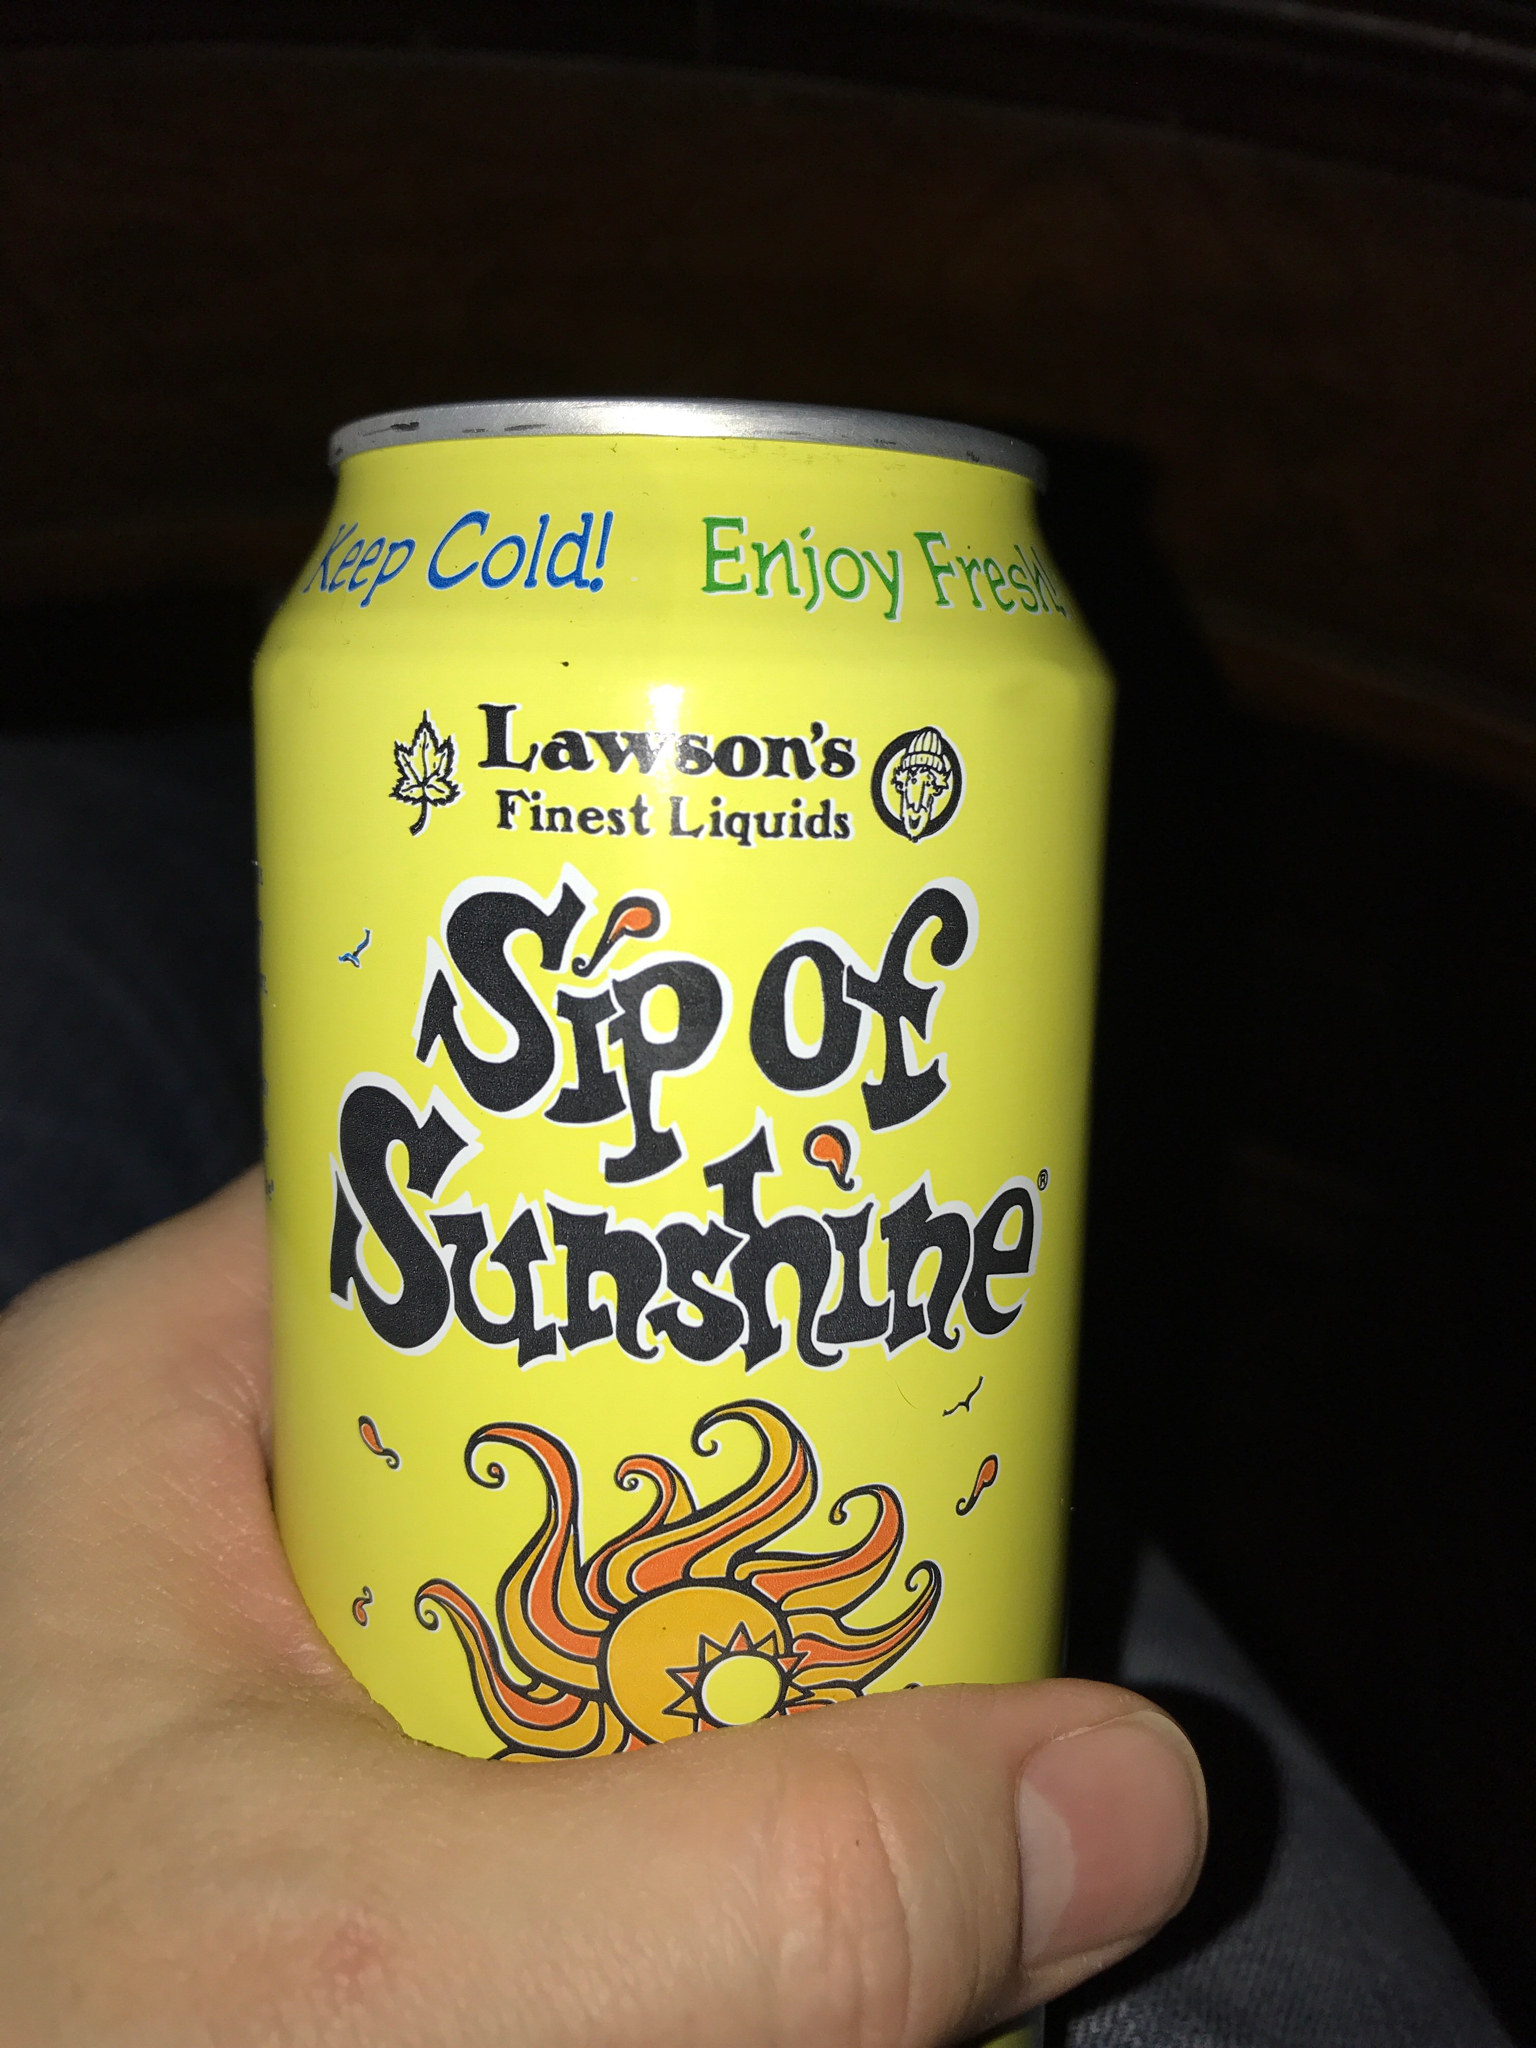 Keep Cold! Enjoy Fresh!
Lawson's
Finest Liquids
Sip of
Sunshine®